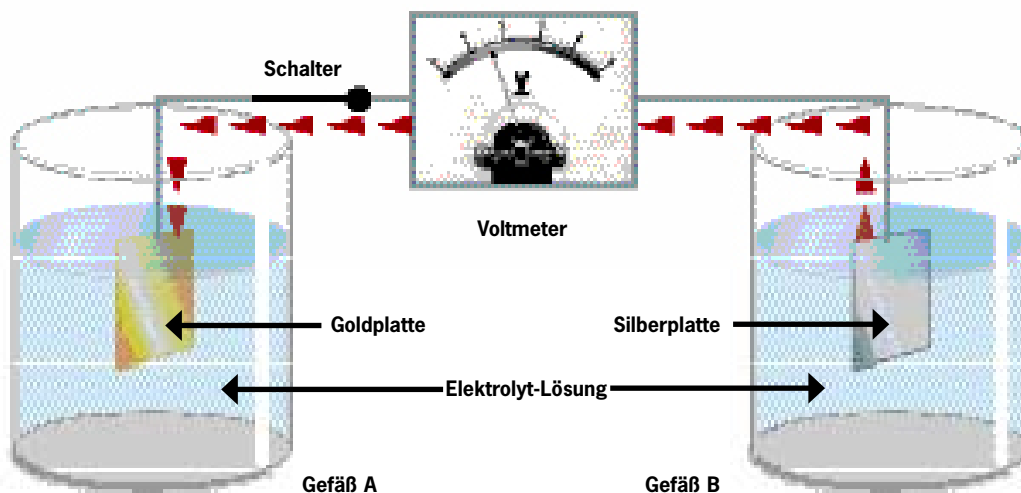 Schalter
V
Voltmeter
Goldplatte
Silberplatte
Elektrolyt-Lösung
Gefäß A
Gefäß B